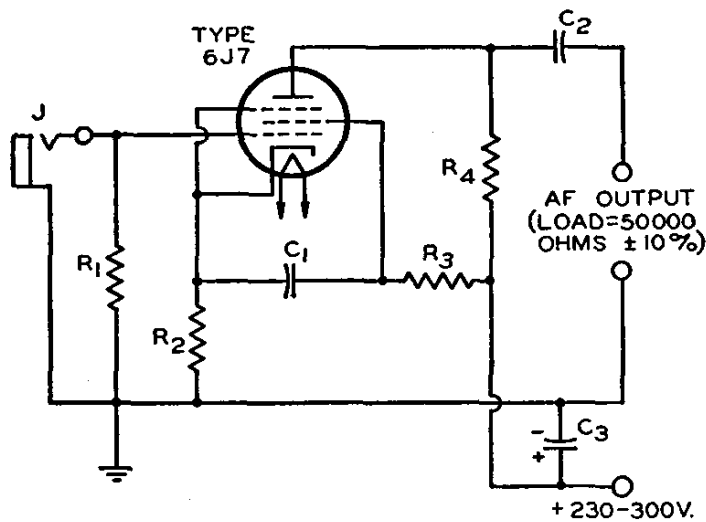 TYPE
6J7
C2
J
R4
AF OUTPUT
(LOAD=50000
OHMS ±10%)
C1
R3
R1
R2
C3
-
+
+230-300V.